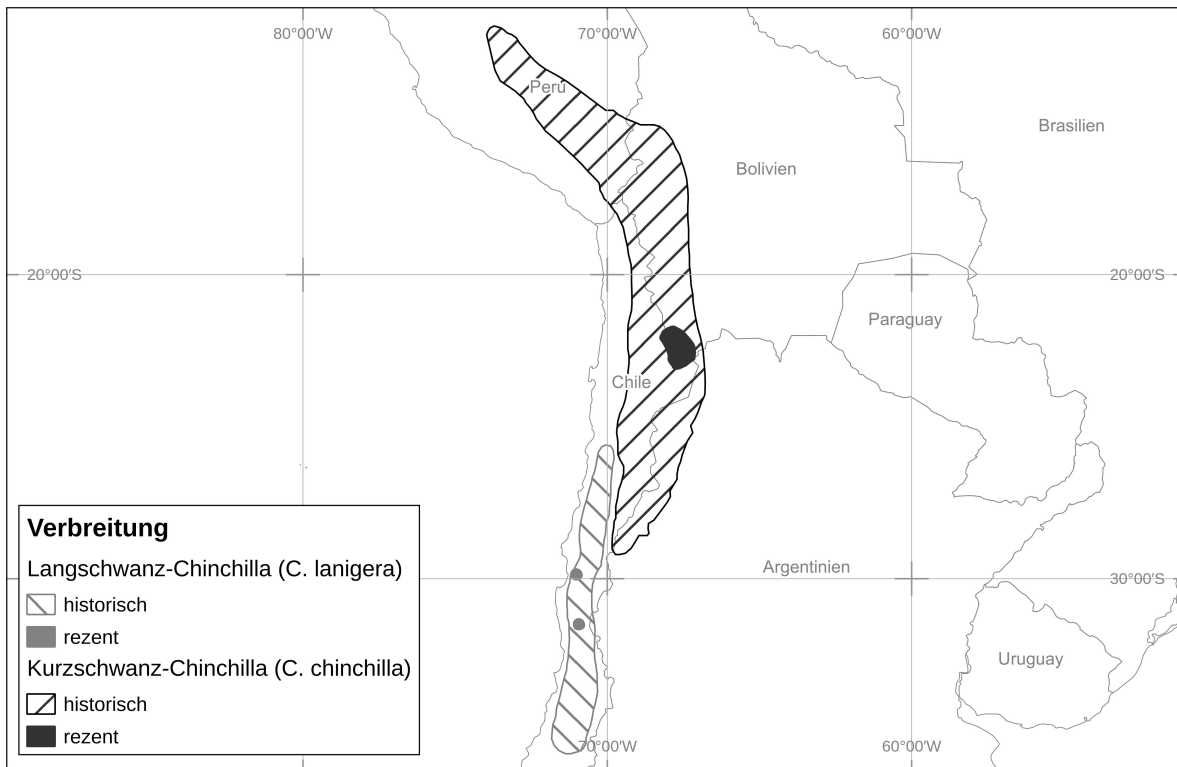 80°00'W 70°00'W 60°00'W
Perú
Brasilien
Bolivien
20°00'S 20°00'S
Paraguay
Chile
Verbreitung
Langschwanz-Chinchilla (C. lanigera)
historisch
rezent
Kurzschwanz-Chinchilla (C. chinchilla)
historisch
rezent
Argentinien
30°00'S
Uruguay
70°00'W 60°00'W